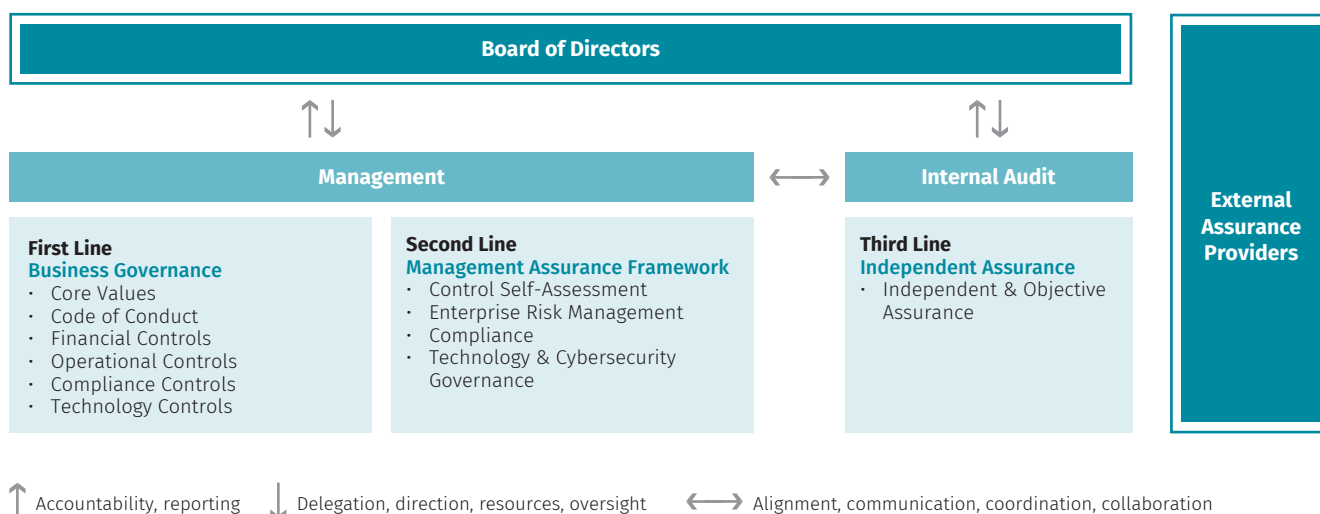 Board of Directors
Management
Internal Audit
External
Assurance
Providers
First Line
Business Governance
· Core Values
· Code of Conduct
· Financial Controls
· Operational Controls
· Compliance Controls
· Technology Controls
Second Line
Management Assurance Framework
· Control Self-Assessment
· Enterprise Risk Management
· Compliance
· Technology & Cybersecurity
Governance
Third Line
Independent Assurance
· Independent & Objective
Assurance
Accountability, reporting
Delegation, direction, resources, oversight
Alignment, communication, coordination, collaboration